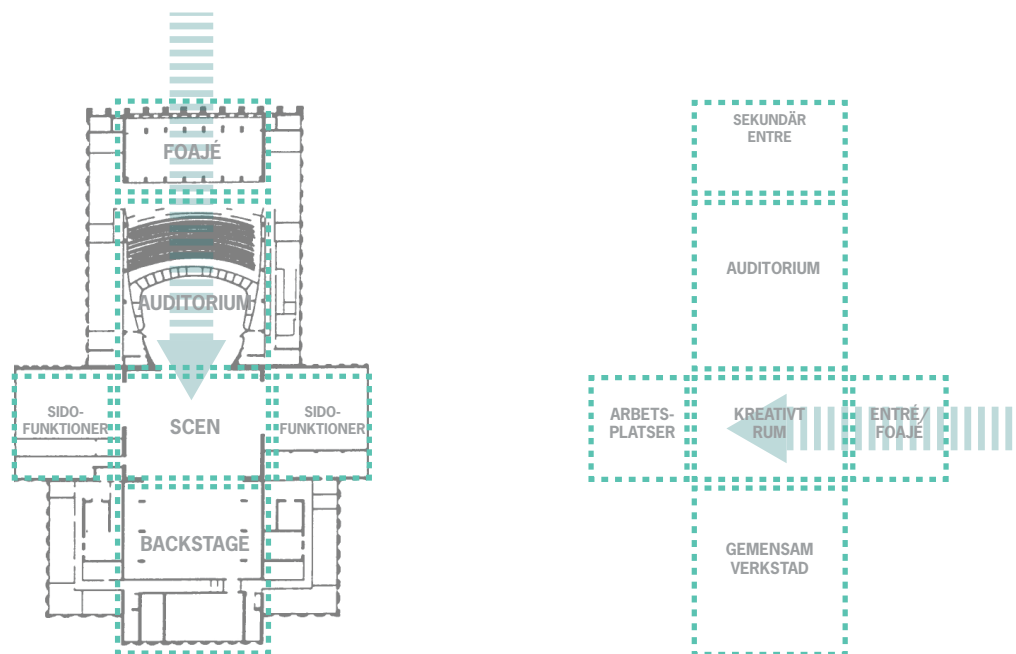 FOAJÉ
AUDITORIUM
SIDO-
FUNKTIONER
SCEN
SIDO-
FUNKTIONER
BACKSTAGE
SEKUNDÄR
ENTRE
AUDITORIUM
ARBETS-
PLATSER
KREATIVT
RUM
ENTRÉ/
FOAJÉ
GEMENSAM
VERKSTAD